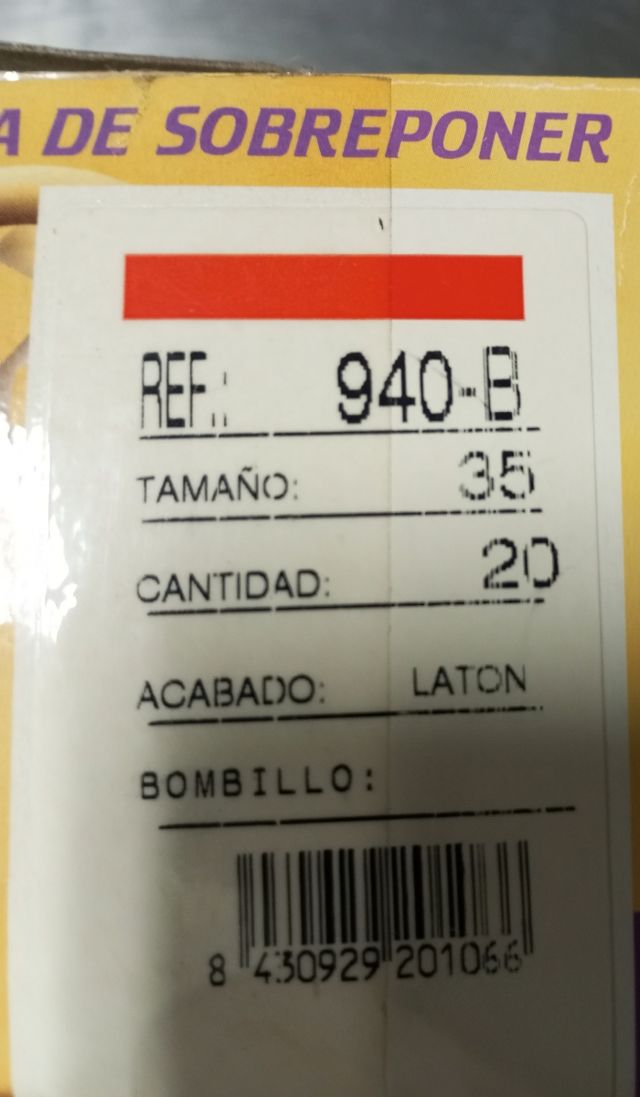 A DE SOBREPONER
REF.: 940-B
TAMAÑO: 35
CANTIDAD: 20
ACABADO: LATON
BOMBILLO:
8 430929 201066